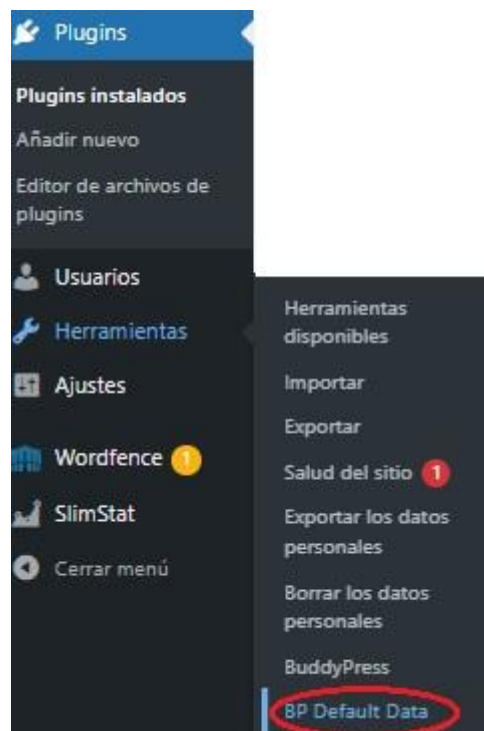 Plugins
Plugins instalados
Añadir nuevo
Editor de archivos de
plugins
Usuarios
Herramientas
Ajustes
Wordfence 1
SlimStat
Cerrar menú
Herramientas
disponibles
Importar
Exportar
Salud del sitio 1
Exportar los datos
personales
Borrar los datos
personales
BuddyPress
BP Default Data